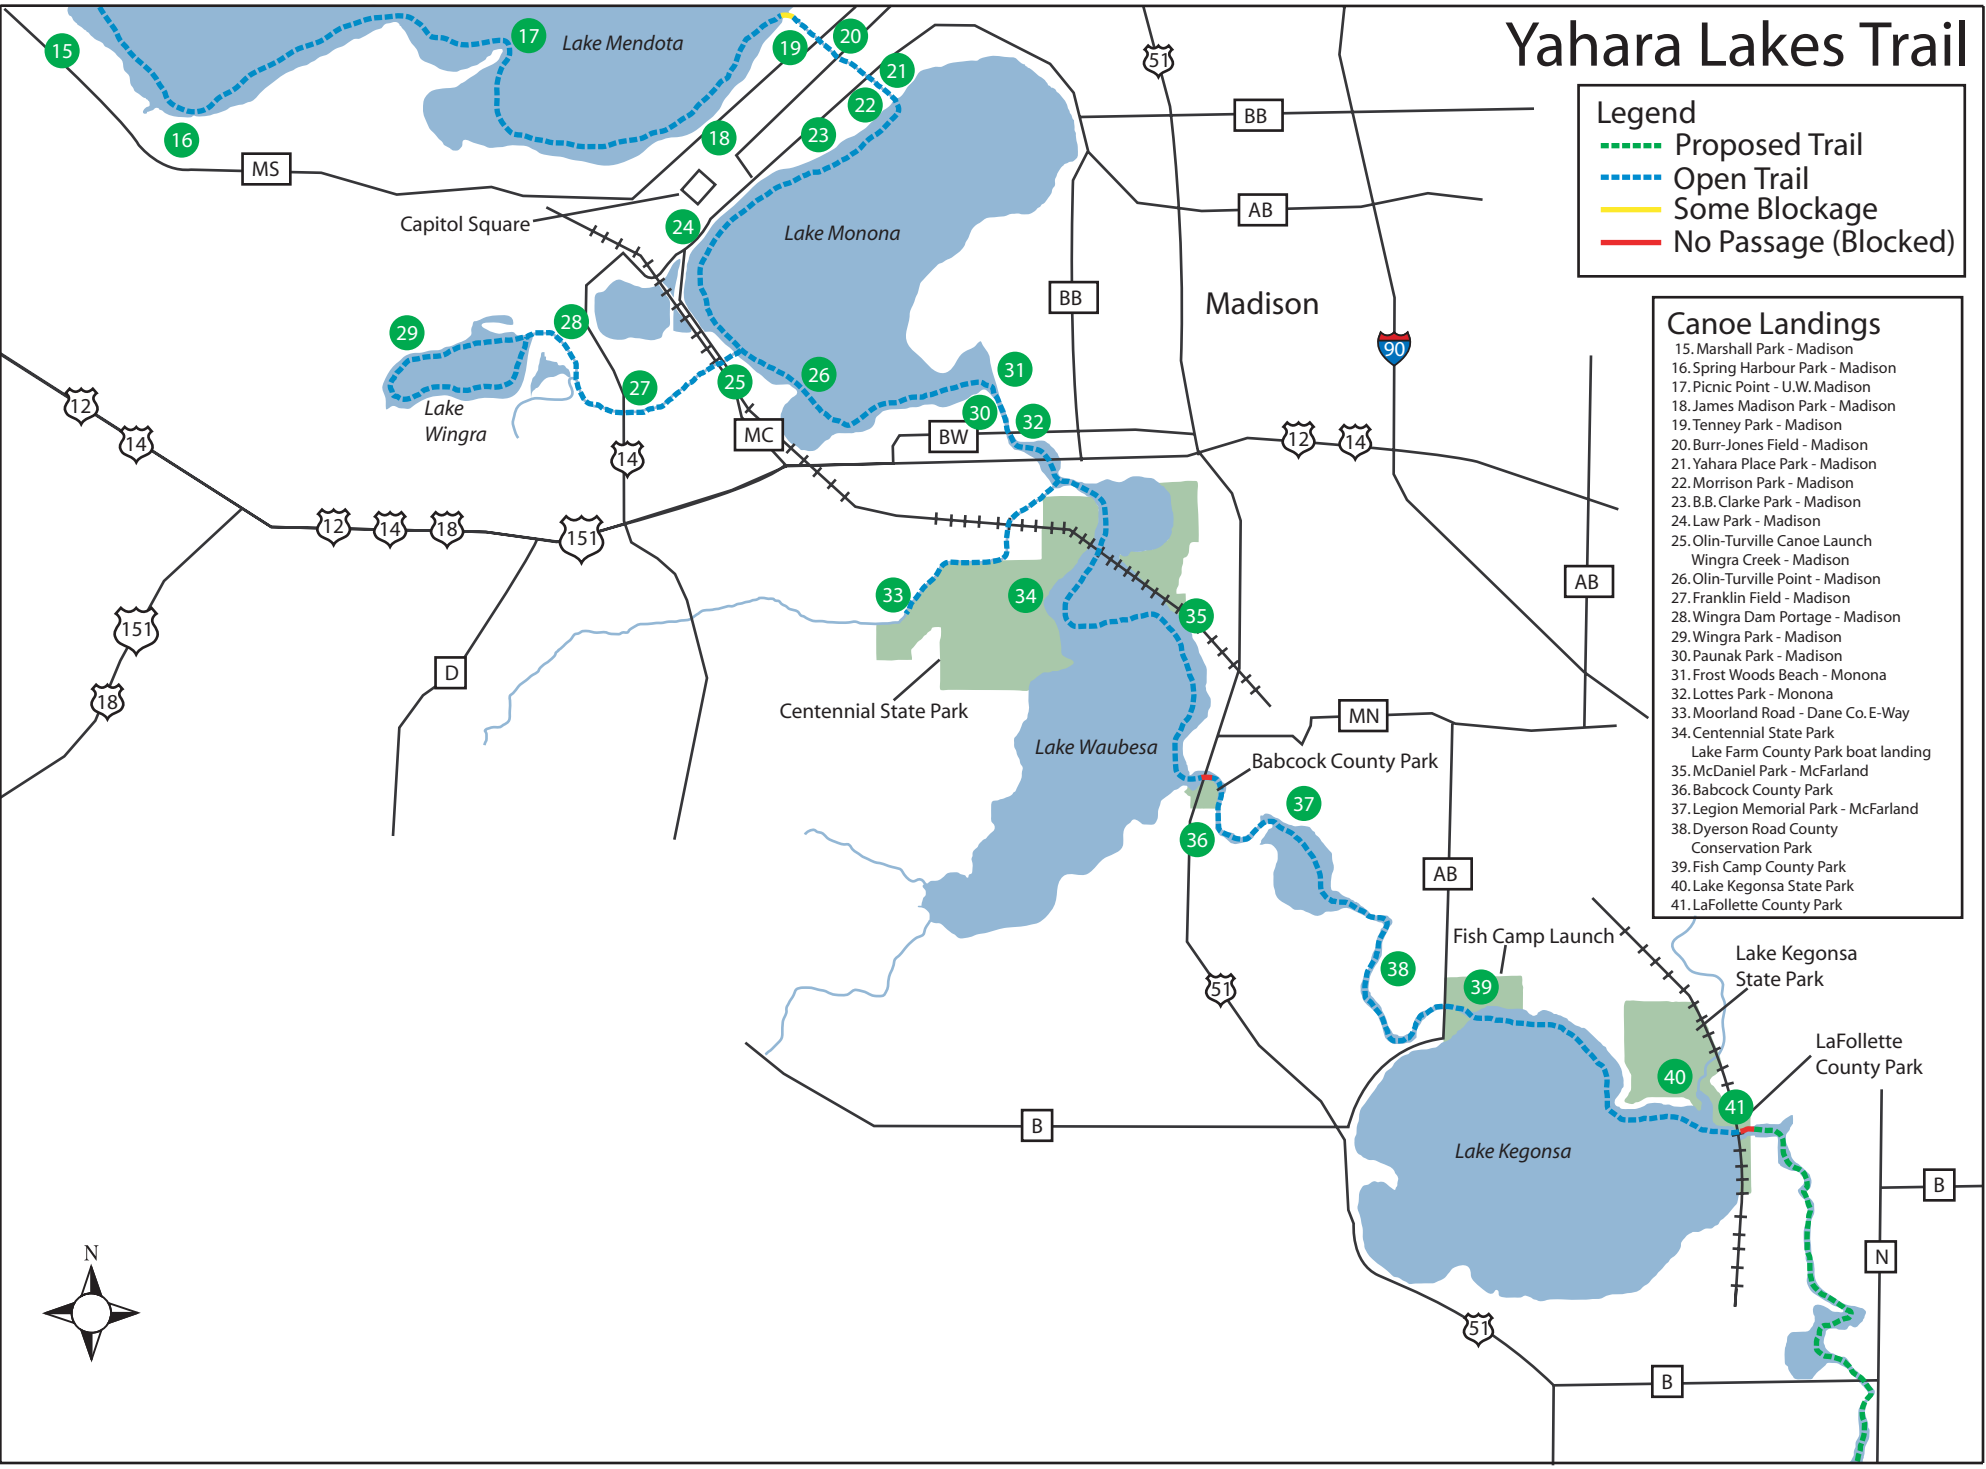 Yahara Lakes Trail
Legend
Proposed Trail
Open Trail
Some Blockage
No Passage (Blocked)
Canoe Landings
15. Marshall Park - Madison
16. Spring Harbour Park - Madison
17. Picnic Point - U.W. Madison
18. James Madison Park - Madison
19. Tenney Park - Madison
20. Burr-Jones Field - Madison
21. Yahara Place Park - Madison
22. Morrison Park - Madison
23. B.B. Clarke Park - Madison
24. Law Park - Madison
25. Olin-Turville Canoe Launch
Wingra Creek - Madison
26. Olin-Turville Point - Madison
27. Franklin Field - Madison
28. Wingra Dam Portage - Madison
29. Wingra Park - Madison
30. Paunak Park - Madison
31. Frost Woods Beach - Monona
32. Lottes Park - Monona
33. Moorland Road - Dane Co. E-Way
34. Centennial State Park
Lake Farm County Park boat landing
35. McDaniel Park - McFarland
36. Babcock County Park
37. Legion Memorial Park - McFarland
38. Dyerson Road County
Conservation Park
39. Fish Camp County Park
40. Lake Kegonsa State Park
41. LaFollette County Park
15
16
17
Lake Mendota
19
20
21
22
23
18
MS
51
BB
AB
Capitol Square
24
Lake Monona
BB
Madison
90
29
28
27
25
26
31
30
32
Lake
Wingra
12
14
14
MC
BW
12
14
12
14
18
151
151
18
D
33
34
35
AB
Centennial State Park
Lake Waubesa
MN
Babcock County Park
37
36
AB
38
Fish Camp Launch
39
51
Lake Kegonsa
State Park
LaFollette
County Park
40
41
B
Lake Kegonsa
B
N
51
B
N